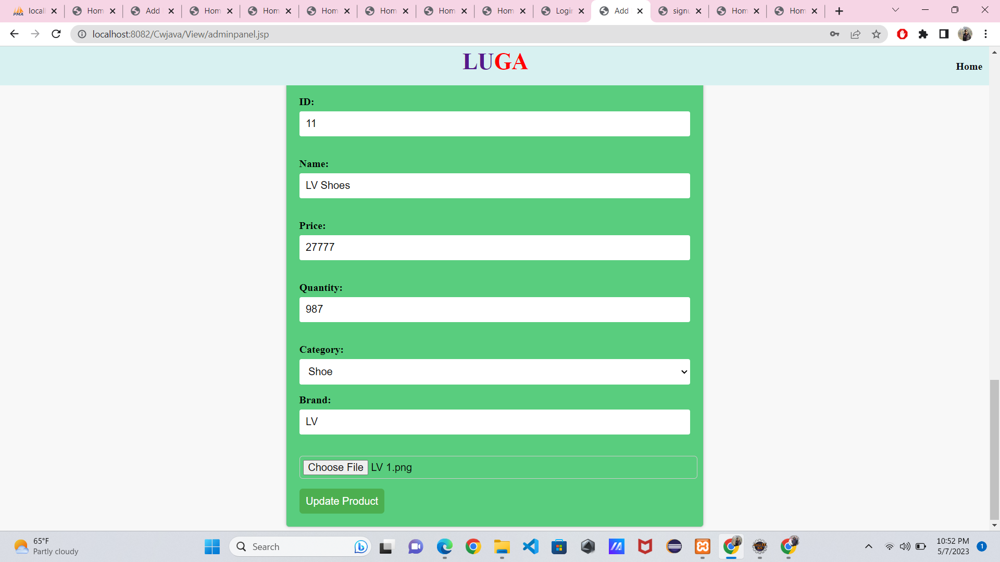 locall
Hom
Add
Hom
Hom
Hom
Hom
Hom
Hom
Login
Add
signu
Hom
Hom
localhost:8082/Cwjava/View/adminpanel.jsp
LUGA
Home
ID:
11
Name:
LV Shoes
Price:
27777
Quantity:
987
Category:
Shoe
Brand:
LV
Choose File LV 1.png
Update Product
65°F
Partly cloudy
Search
10:52 PM
5/7/2023
1